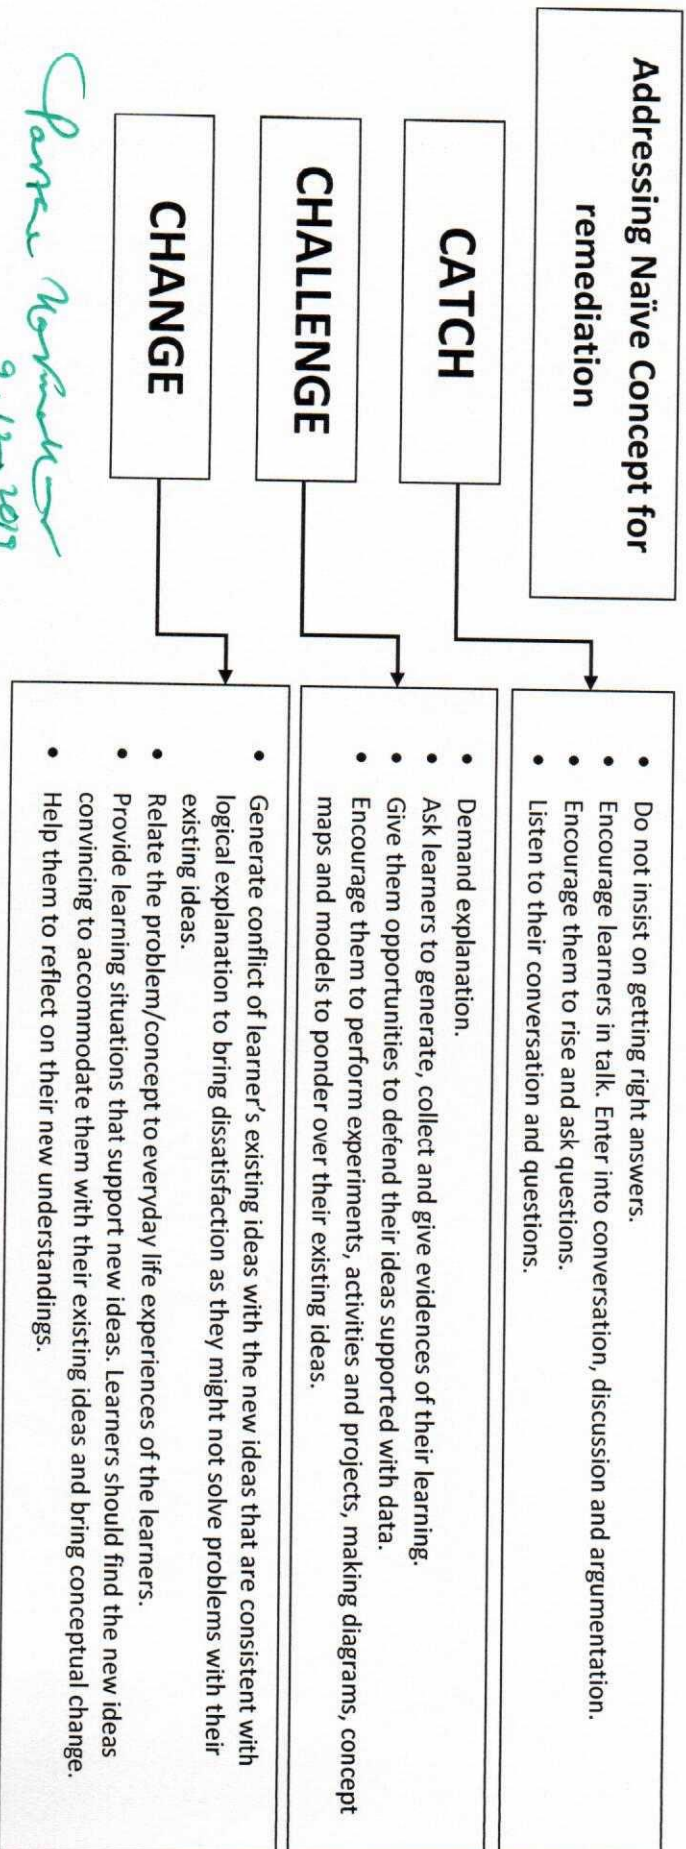 Addressing Naïve Concept for
remediation
CATCH
• Do not insist on getting right answers.
• Encourage learners in talk. Enter into conversation, discussion and argumentation.
• Encourage them to rise and ask questions.
• Listen to their conversation and questions.
CHALLENGE
• Demand explanation.
• Ask learners to generate, collect and give evidences of their learning.
• Give them opportunities to defend their ideas supported with data.
• Encourage them to perform experiments, activities and projects, making diagrams, concept
maps and models to ponder over their existing ideas.
CHANGE
• Generate conflict of learner's existing ideas with the new ideas that are consistent with
logical explanation to bring dissatisfaction as they might not solve problems with their
existing ideas.
• Relate the problem/concept to everyday life experiences of the learners.
• Provide learning situations that support new ideas. Learners should find the new ideas
convincing to accommodate them with their existing ideas and bring conceptual change.
• Help them to reflect on their new understandings.
2019